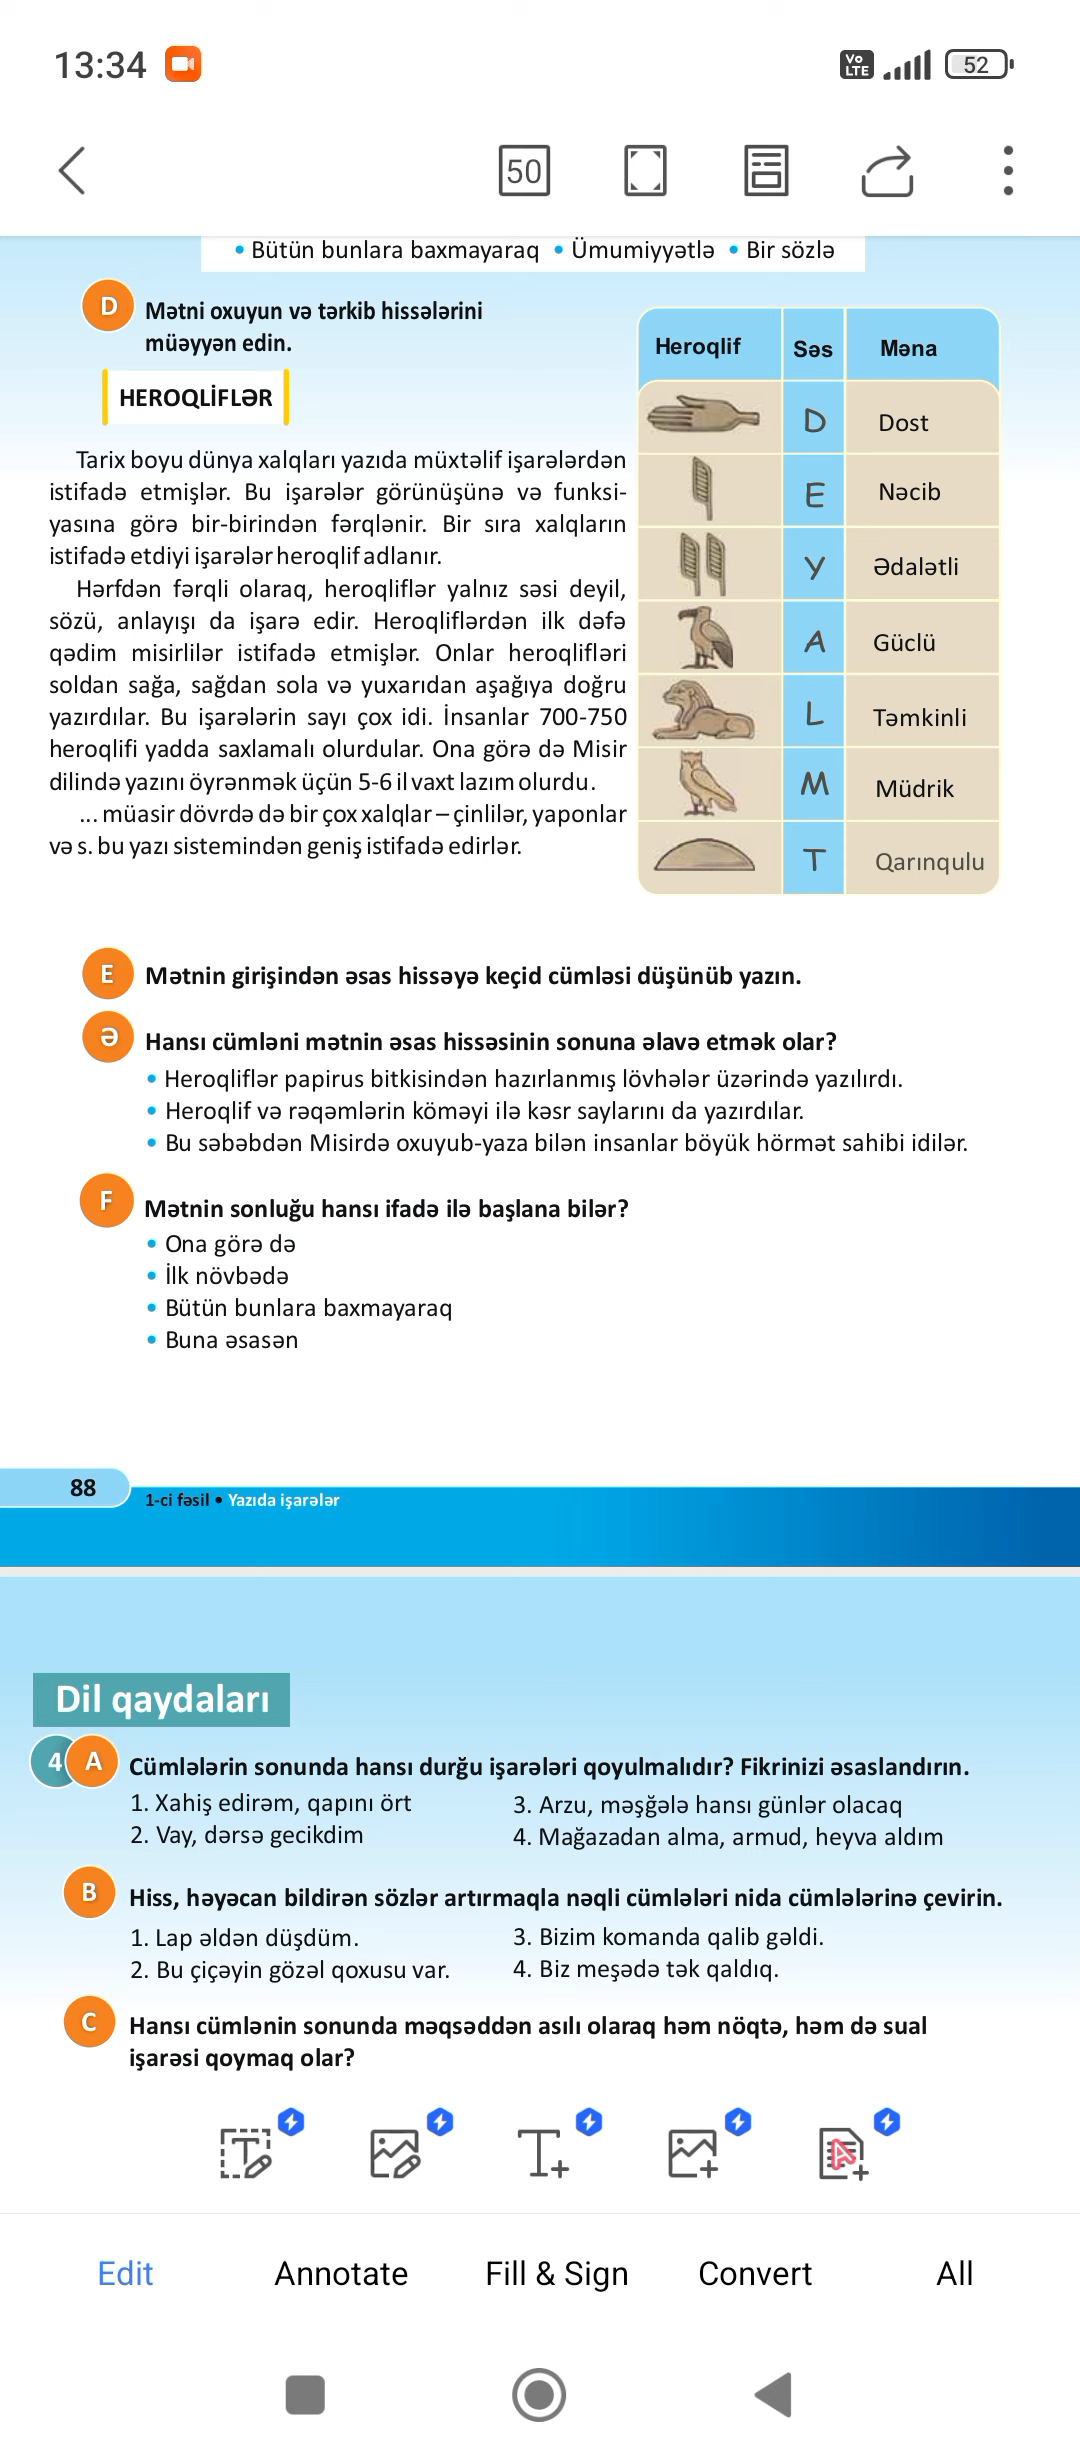 13:34
Vo LTE
52
50
• Bütün bunlara baxmayaraq • Ümumiyyətlə • Bir sözlə
D
Mətni oxuyun və tərkib hissələrini
müəyyən edin.
HEROQLİFLƏR
Tarix boyu dünya xalqları yazıda müxtəlif işarələrdən
istifadə etmişlər. Bu işarələr görünüşünə və funksi-
yasına görə bir-birindən fərqlənir. Bir sıra xalqların
istifadə etdiyi işarələr heroqlif adlanır.
Hərfdən fərqli olaraq, heroqliflər yalnız səsi deyil,
sözü, anlayışı da işarə edir. Heroqliflərdən ilk dəfə
qədim misirlilər istifadə etmişlər. Onlar heroqlifləri
soldan sağa, sağdan sola və yuxarıdan aşağıya doğru
yazırdılar. Bu işarələrin sayı çox idi. İnsanlar 700-750
heroqlifi yadda saxlamalı olurdular. Ona görə də Misir
dilində yazını öyrənmək üçün 5-6 il vaxt lazım olurdu.
... müasir dövrdə də bir çox xalqlar – çinlilər, yaponlar
və s. bu yazı sistemindən geniş istifadə edirlər.
Heroqlif Səs Məna
D Dost
E Nəcib
Y Ədalətli
A Güclü
L Təmkinli
M Müdrik
T Qarınqulu
E
Mətnin girişindən əsas hissəyə keçid cümləsi düşünüb yazın.
Ə
Hansı cümləni mətnin əsas hissəsinin sonuna əlavə etmək olar?
• Heroqliflər papirus bitkisindən hazırlanmış lövhələr üzərində yazılırdı.
• Heroqlif və rəqəmlərin köməyi ilə kəsr saylarını da yazırdılar.
• Bu səbəbdən Misirdə oxuyub-yaza bilən insanlar böyük hörmət sahibi idilər.
F
Mətnin sonluğu hansı ifadə ilə başlana bilər?
• Ona görə də
• İlk növbədə
• Bütün bunlara baxmayaraq
• Buna əsasən
88
1-ci fəsil • Yazıda işarələr
Dil qaydaları
4 A
Cümlələrin sonunda hansı durğu işarələri qoyulmalıdır? Fikrinizi əsaslandırın.
1. Xahiş edirəm, qapını ört
2. Vay, dərsə gecikdim
3. Arzu, məşğələ hansı günlər olacaq
4. Mağazadan alma, armud, heyva aldım
B
Hiss, həyəcan bildirən sözlər artırmaqla nəqli cümlələri nida cümlələrinə çevirin.
1. Lap əldən düşdüm.
2. Bu çiçəyin gözəl qoxusu var.
3. Bizim komanda qalib gəldi.
4. Biz meşədə tək qaldıq.
C
Hansı cümlənin sonunda məqsəddən asılı olaraq həm nöqtə, həm də sual
işarəsi qoymaq olar?
Edit Annotate Fill & Sign Convert All